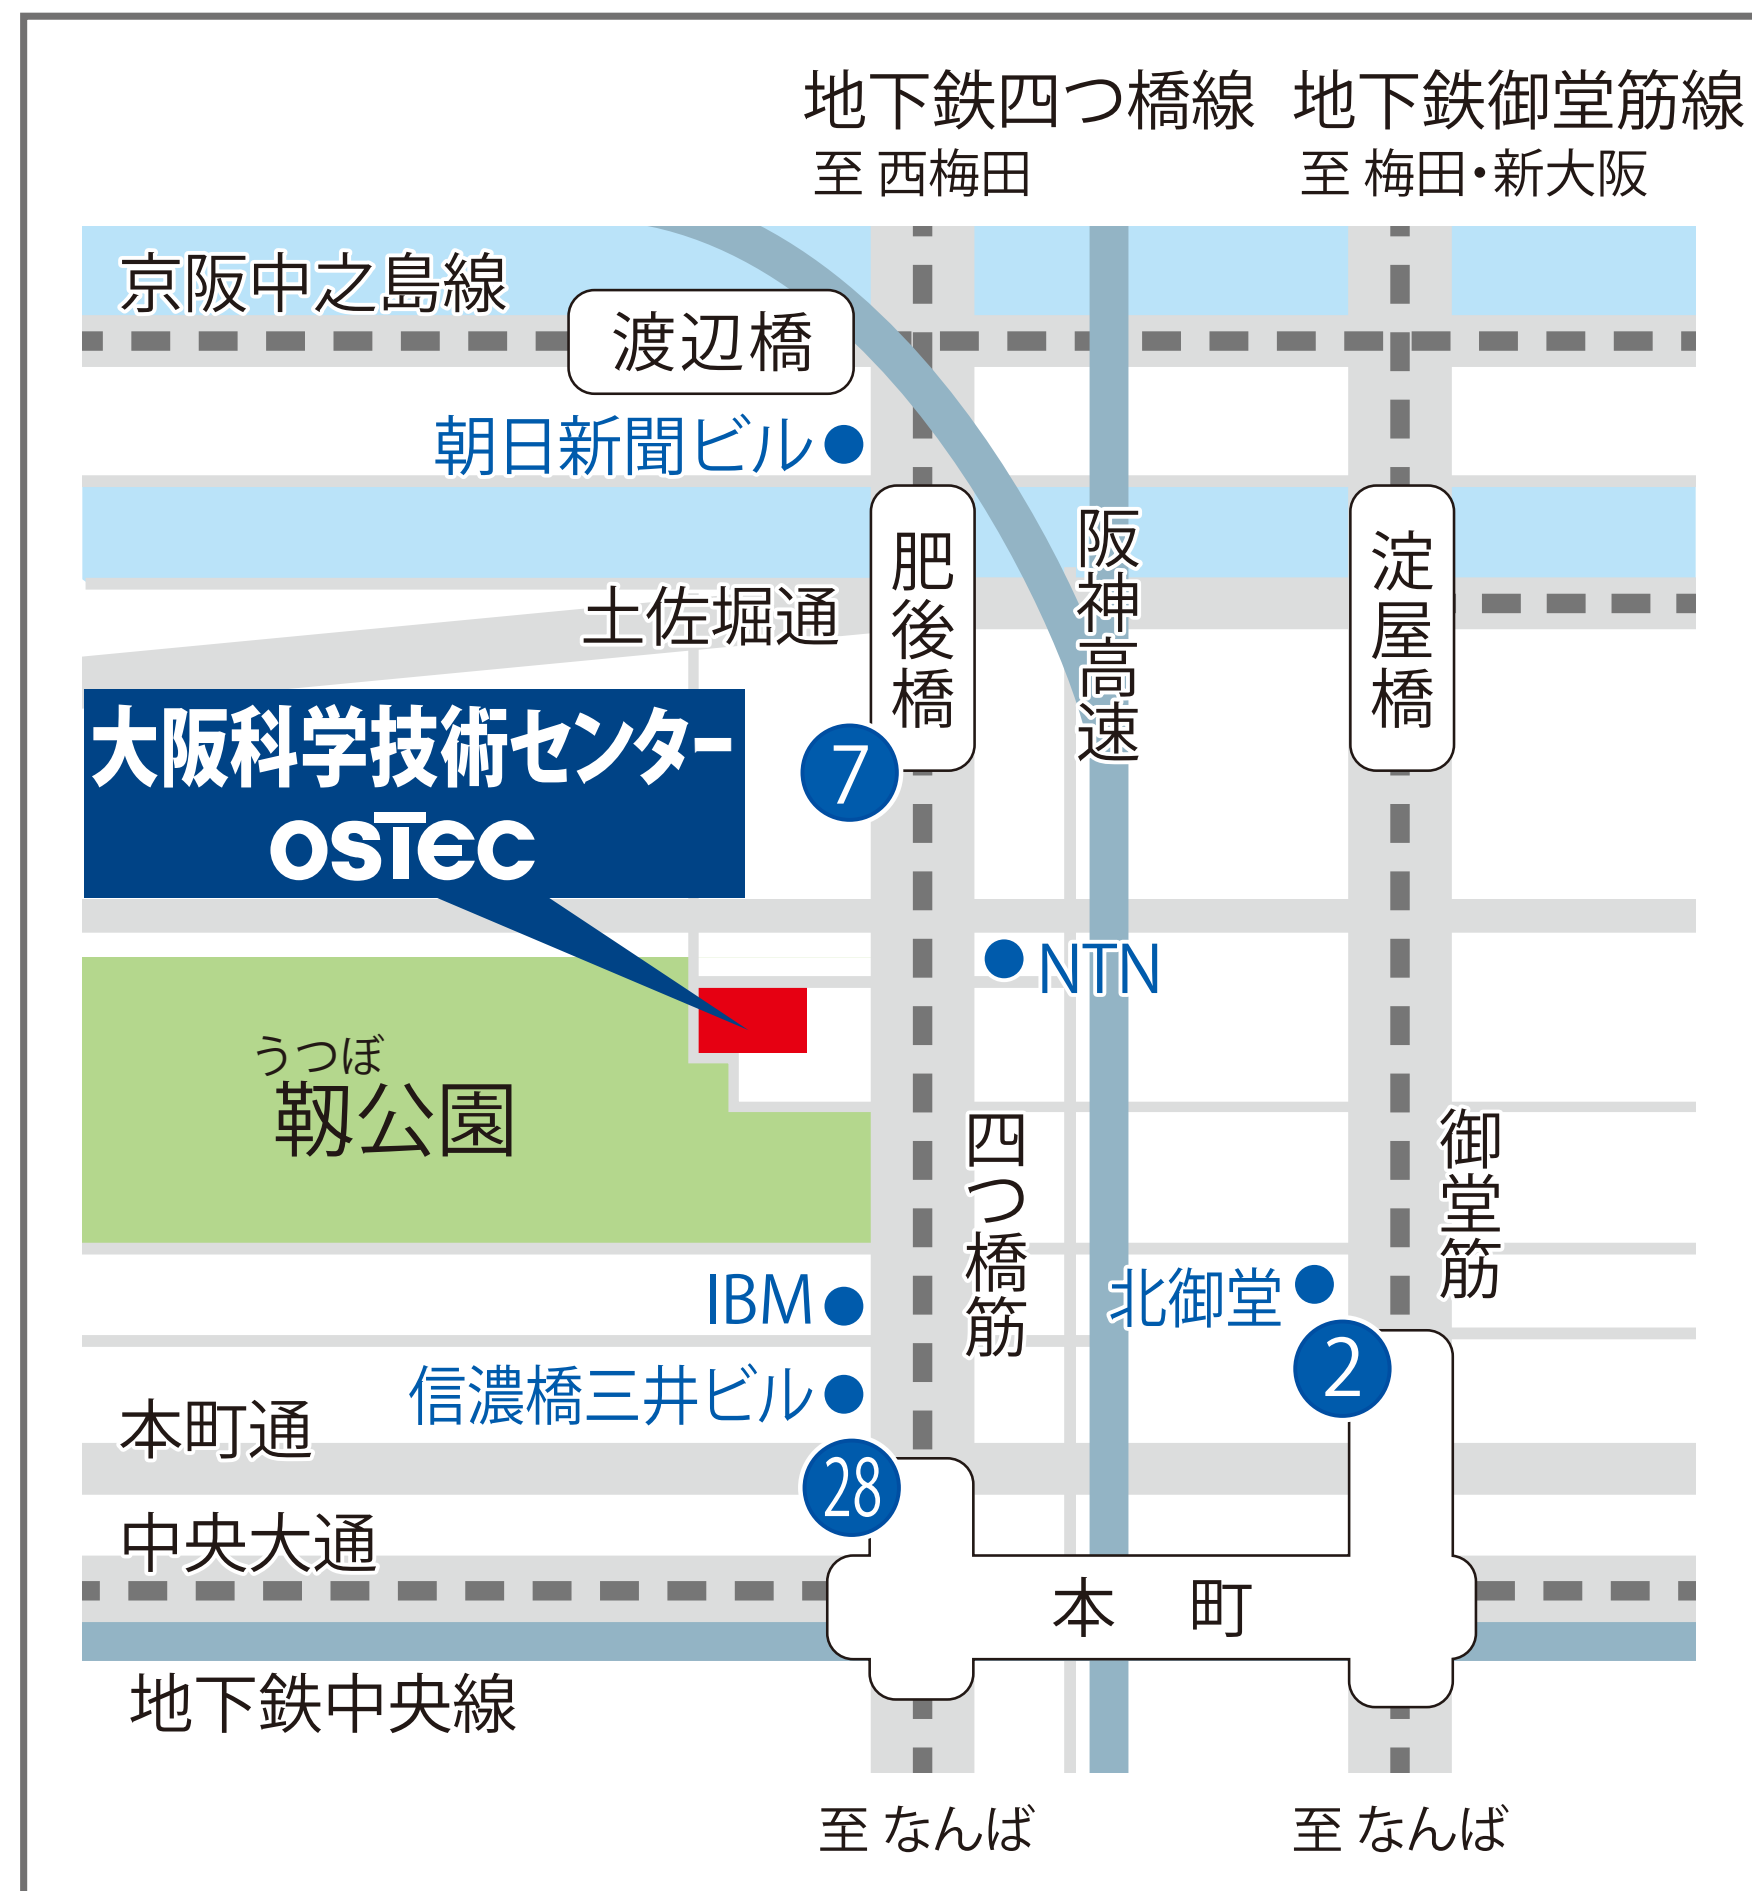 地下鉄四つ橋線
至 西梅田
地下鉄御堂筋線
至 梅田・新大阪
京阪中之島線
渡辺橋
朝日新聞ビル
肥後橋
阪神高速
淀屋橋
土佐堀通
大阪科学技術センター
OSTEC
7
NTN
うつぼ
靱公園
四つ橋筋
御堂筋
IBM
北御堂
2
信濃橋三井ビル
本町通
28
中央大通
本 町
地下鉄中央線
至 なんば
至 なんば